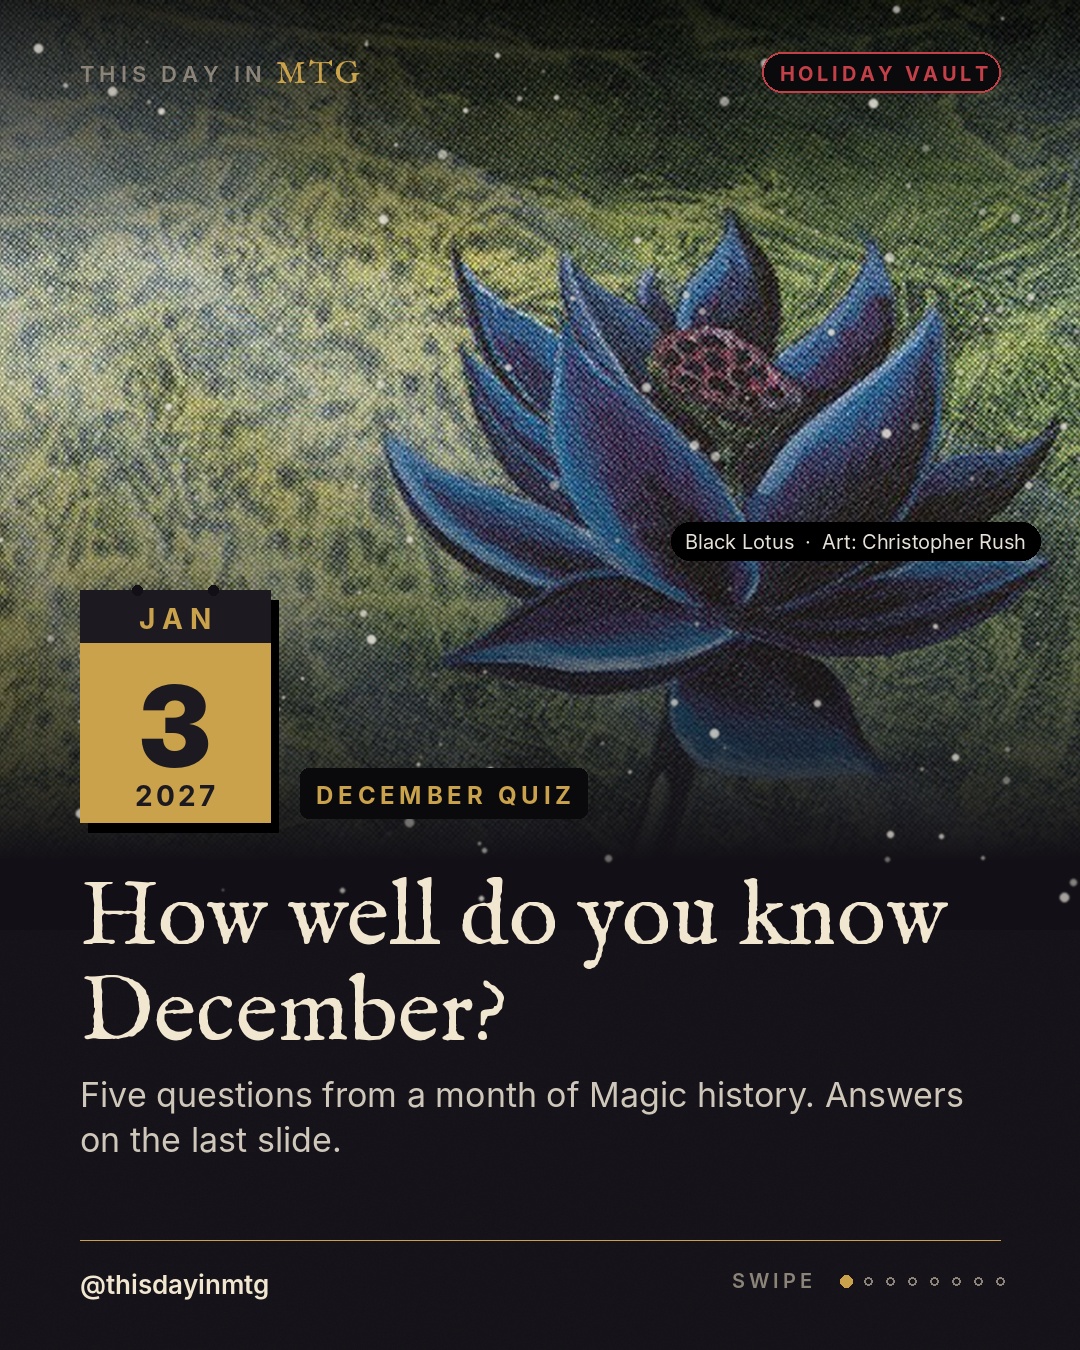 THIS DAY IN MTG
HOLIDAY VAULT
Black Lotus · Art: Christopher Rush
JAN
3
2027
DECEMBER QUIZ
How well do you know
December?
Five questions from a month of Magic history. Answers
on the last slide.
@thisdayinmtg
SWIPE